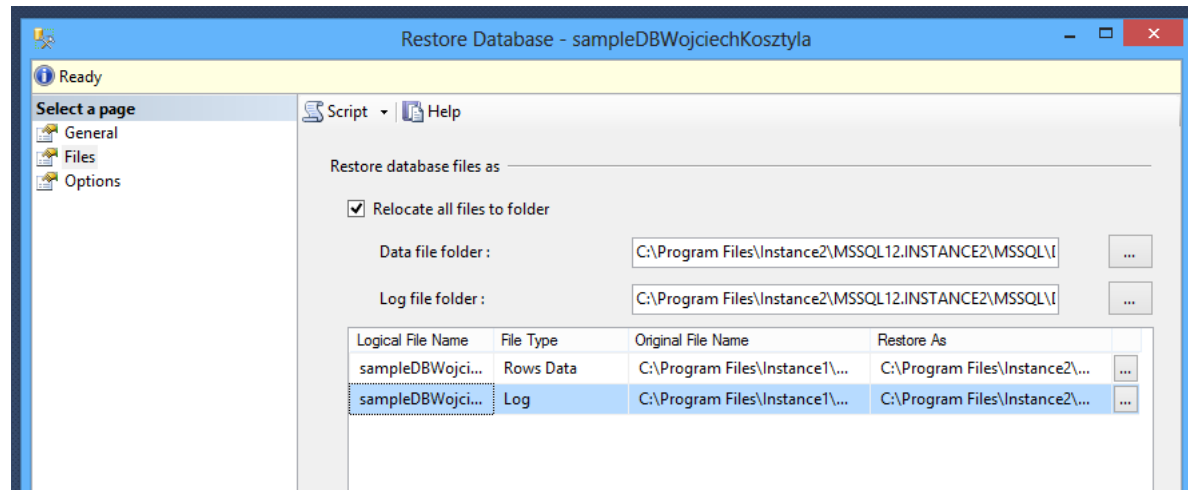 Restore Database - sampleDBWojciechKosztyla
Ready
Select a page
General
Files
Options
Script
Help
Restore database files as
Relocate all files to folder
Data file folder :
C:\Program Files\Instance2\MSSQL12.INSTANCE2\MSSQL\
...
Log file folder :
C:\Program Files\Instance2\MSSQL12.INSTANCE2\MSSQL\
...
Logical File Name File Type Original File Name Restore As
sampleDBWojci... Rows Data C:\Program Files\Instance1\... C:\Program Files\Instance2\... ...
sampleDBWojci... Log C:\Program Files\Instance1\... C:\Program Files\Instance2\... ...